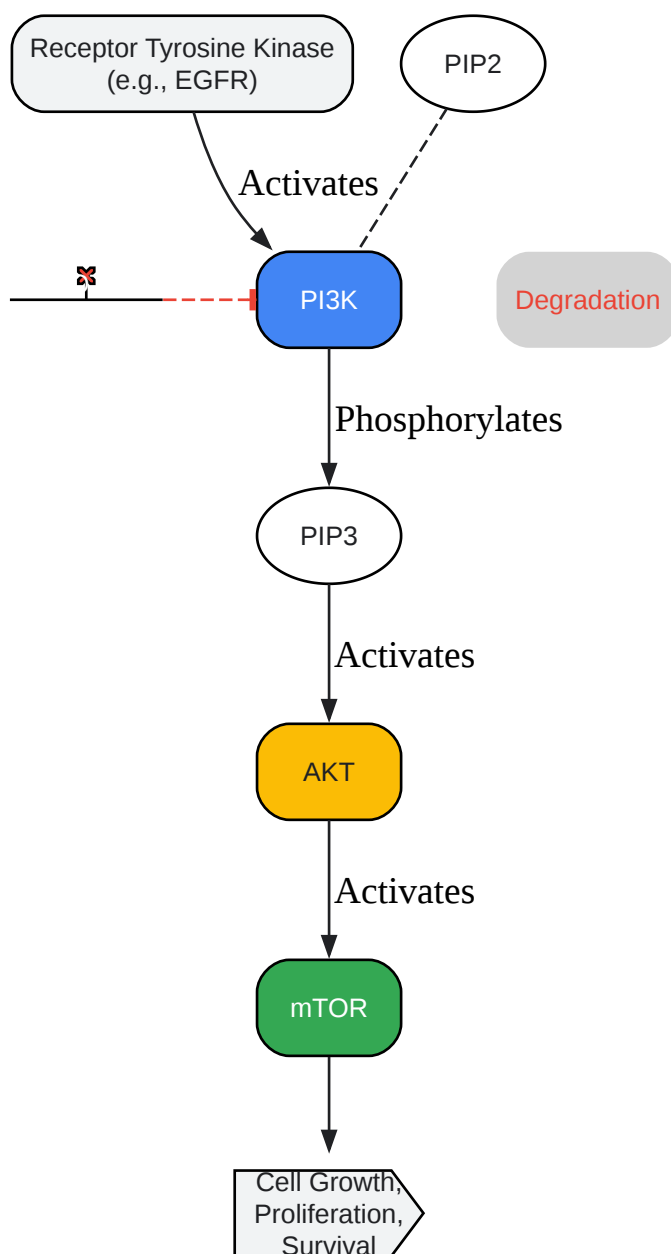 Receptor Tyrosine Kinase
(e.g., EGFR)
PIP2
Activates
PI3K
Degradation
Phosphorylates
PIP3
Activates
AKT
Activates
mTOR
Cell Growth,
Proliferation,
Survival